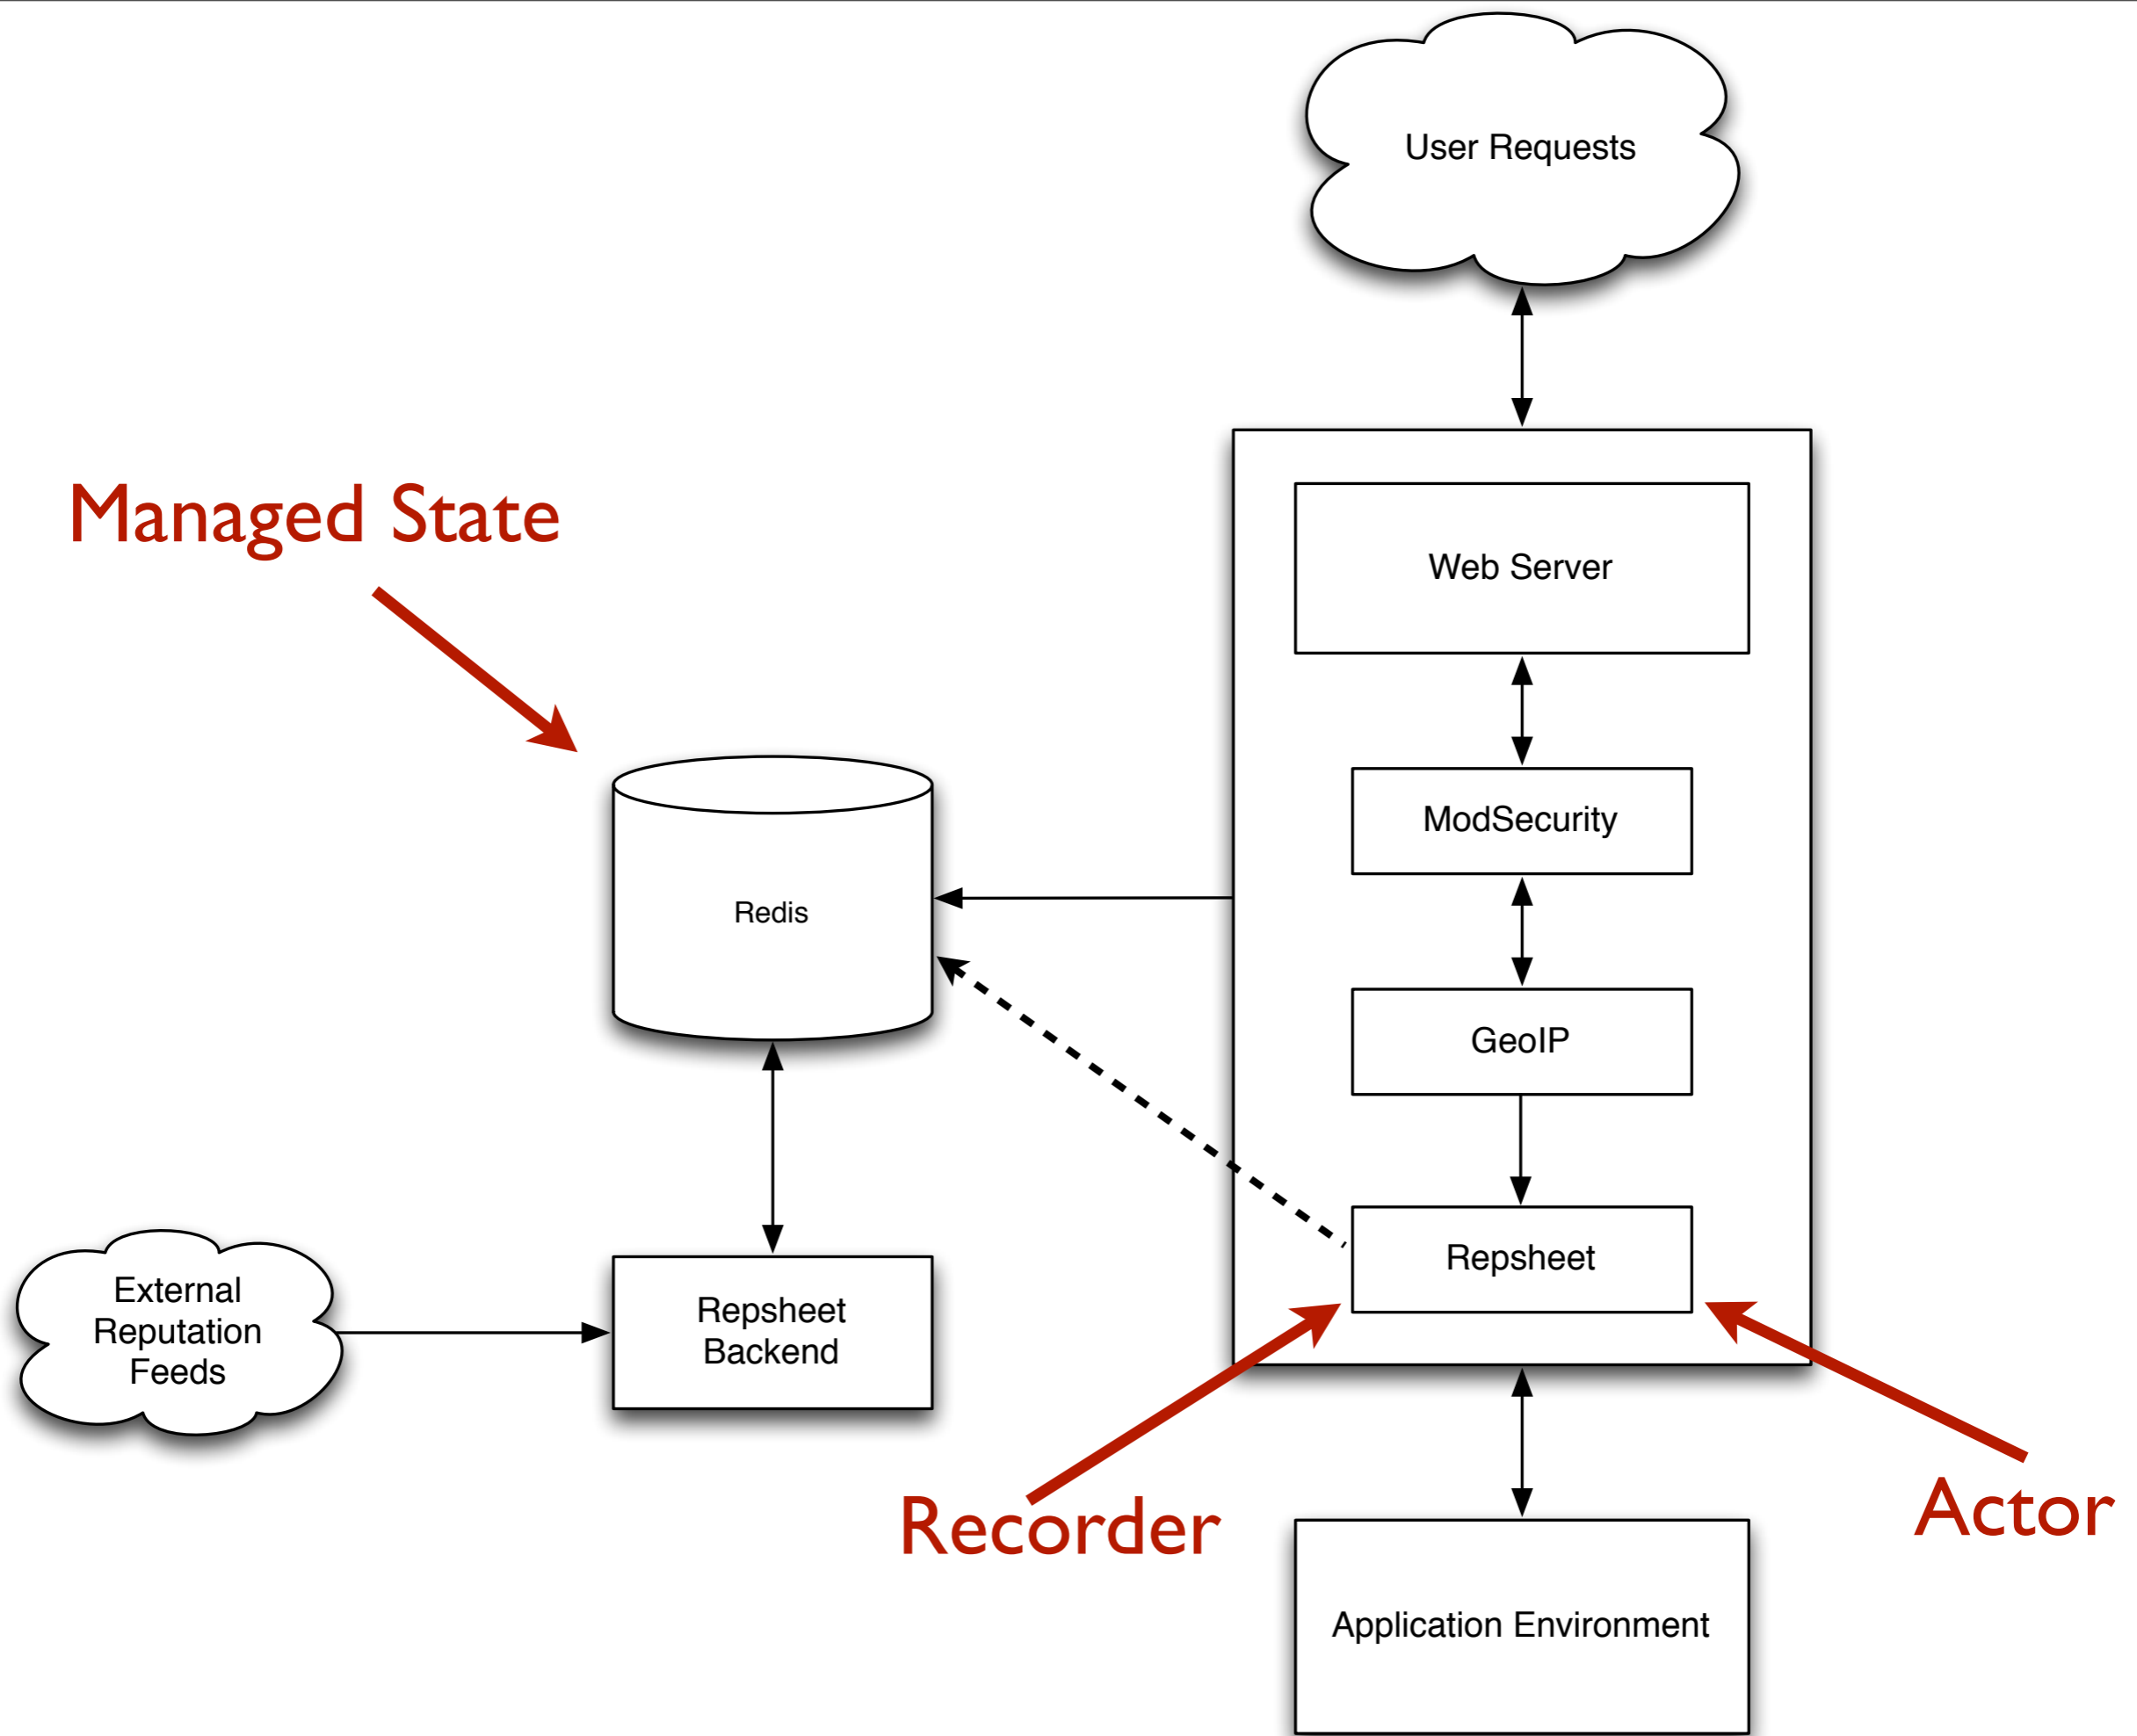 User Requests
Managed State
Web Server
ModSecurity
Redis
GeoIP
Repsheet
External
Reputation
Feeds
Repsheet
Backend
Recorder
Actor
Application Environment